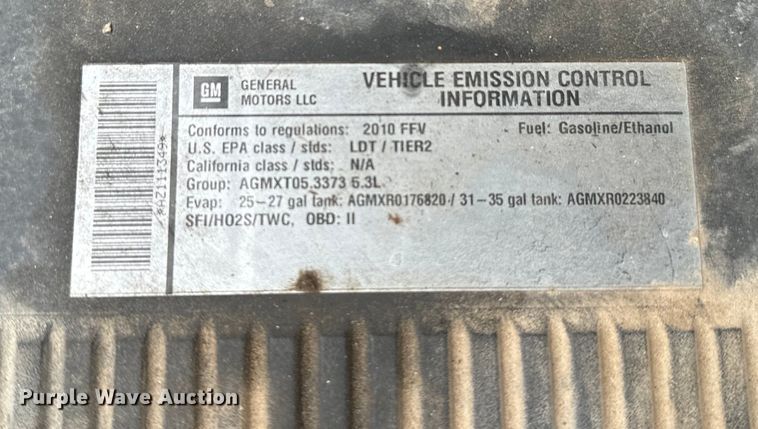 GM
GENERAL
MOTORS LLC
VEHICLE EMISSION CONTROL
INFORMATION
Conforms to regulations: 2010 FFV Fuel: Gasoline/Ethanol
U.S. EPA class / stds: LDT / TIER2
California class / stds: N/A
Group: AGMXT05.3373 5.3L
Evap: 25-27 gal tank: AGMXR0176820 / 31-35 gal tank: AGMXR0223840
SFI/HO2S/TWC, OBD: II
*AZ111349*
Purple Wave Auction